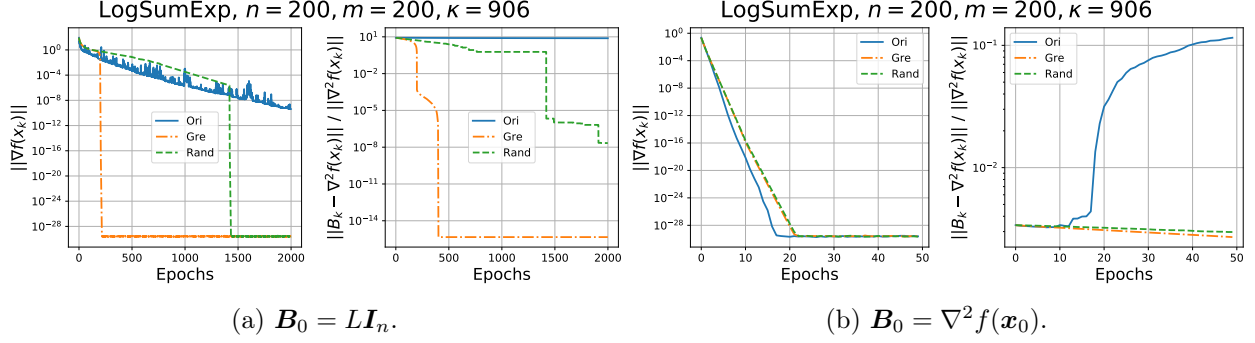 LogSumExp, n = 200, m = 200, κ = 906
||∇f(x_k)||
10^0
10^-4
10^-8
10^-12
10^-16
10^-20
10^-24
10^-28
Ori
Gre
Rand
0 500 1000 1500 2000
Epochs
||B_k − ∇²f(x_k)|| / ||∇²f(x_k)||
10^1
10^-2
10^-5
10^-8
10^-11
10^-14
Ori
Gre
Rand
0 500 1000 1500 2000
Epochs
(a) B_0 = LI_n.
LogSumExp, n = 200, m = 200, κ = 906
||∇f(x_k)||
10^0
10^-4
10^-8
10^-12
10^-16
10^-20
10^-24
10^-28
Ori
Gre
Rand
0 10 20 30 40 50
Epochs
||B_k − ∇²f(x_k)|| / ||∇²f(x_k)||
10^-1
10^-2
Ori
Gre
Rand
0 10 20 30 40 50
Epochs
(b) B_0 = ∇²f(x_0).